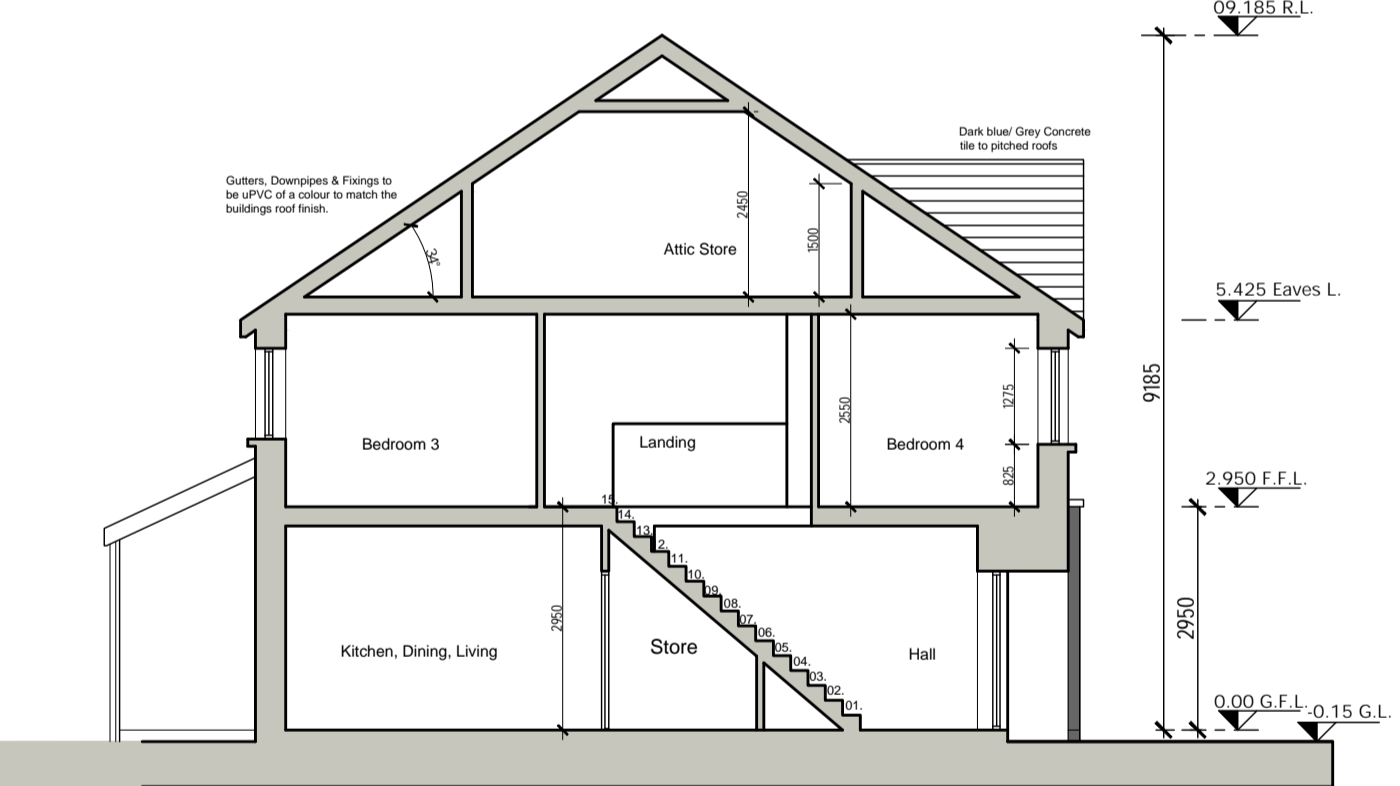 09.185 R.L.
Dark blue/ Grey Concrete
tile to pitched roofs
Gutters, Downpipes & Fixings to
be uPVC of a colour to match the
buildings roof finish.
2450
1500
Attic Store
34°
5.425 Eaves L.
9185
1275
2550
Bedroom 3
Landing
Bedroom 4
825
2.950 F.F.L.
15.
14.
13.
2.
11.
10.
09.
08.
07.
06.
05.
04.
03.
02.
01.
2950
2950
Kitchen, Dining, Living
Store
Hall
0.00 G.F.L.
-0.15 G.L.